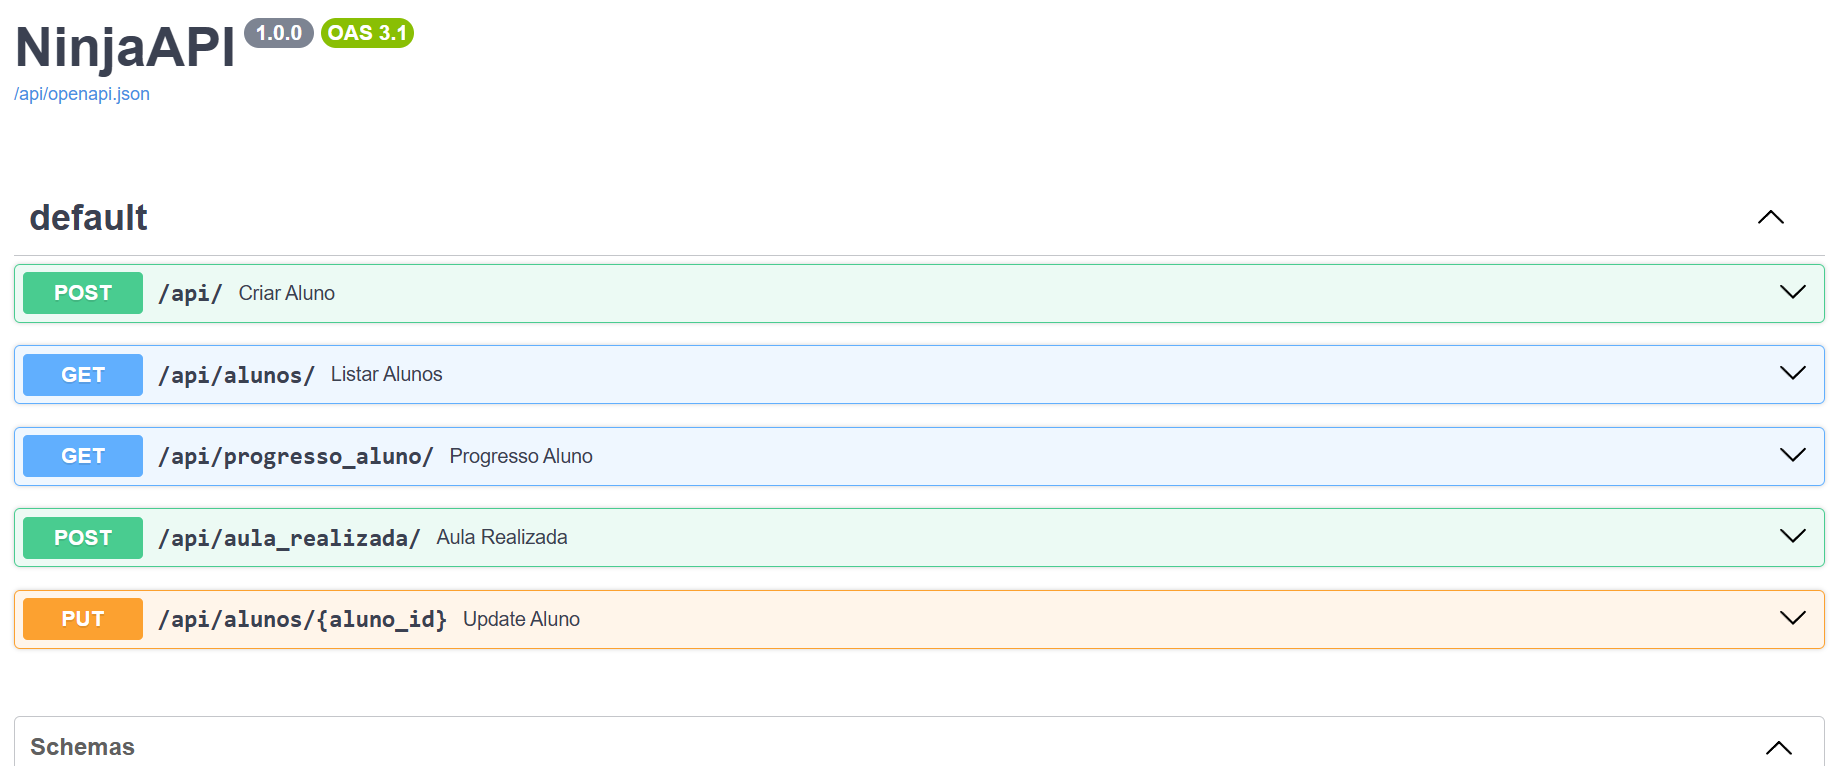 NinjaAPI 1.0.0 OAS 3.1
/api/openapi.json
default
POST /api/ Criar Aluno
GET /api/alunos/ Listar Alunos
GET /api/progresso_aluno/ Progresso Aluno
POST /api/aula_realizada/ Aula Realizada
PUT /api/alunos/{aluno_id} Update Aluno
Schemas